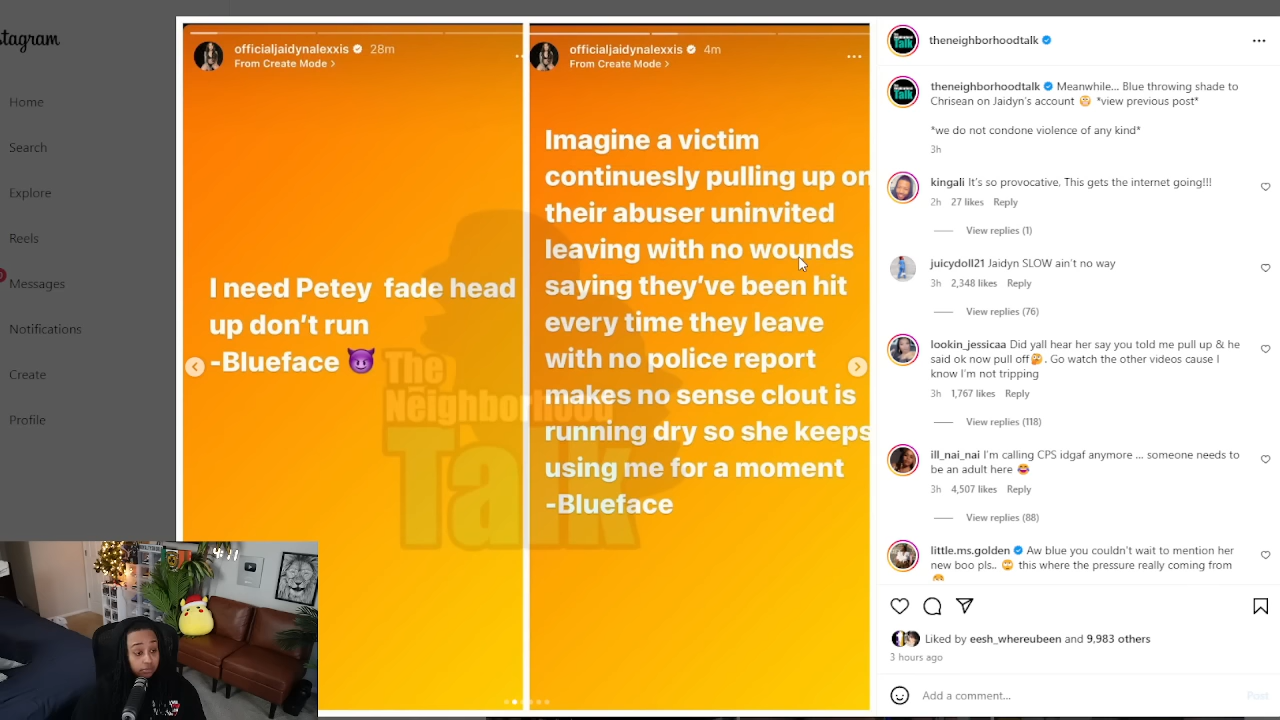 stagram
Home
Search
Explore
Reels
Messages
Notifications
Create
Profile
officialjaidynalexxis 28m
From Create Mode >
I need Petey fade head
up don't run
-Blueface 😈
officialjaidynalexxis 4m
From Create Mode >
Imagine a victim
continuesly pulling up on
their abuser uninvited
leaving with no wounds
saying they've been hit
every time they leave
with no police report
makes no sense clout is
running dry so she keeps
using me for a moment
-Blueface
The
Neighborhood
Talk
theneighborhoodtalk
theneighborhoodtalk Meanwhile... Blue throwing shade to
Chrisean on Jaidyn's account 😳 *view previous post*
*we do not condone violence of any kind*
3h
kingali It's so provocative, This gets the internet going!!!
2h 27 likes Reply
View replies (1)
juicydoll21 Jaidyn SLOW ain't no way
3h 2,348 likes Reply
View replies (76)
lookin_jessicaa Did yall hear her say you told me pull up & he
said ok now pull off🫣. Go watch the other videos cause I
know I'm not tripping
3h 1,767 likes Reply
View replies (118)
ill_nai_nai I'm calling CPS idgaf anymore ... someone needs to
be an adult here 😂
3h 4,507 likes Reply
View replies (88)
little.ms.golden Aw blue you couldn't wait to mention her
new boo pls.. 🙄 this where the pressure really coming from
Liked by eesh_whereubeen and 9,983 others
3 hours ago
Add a comment...
Post
4:11